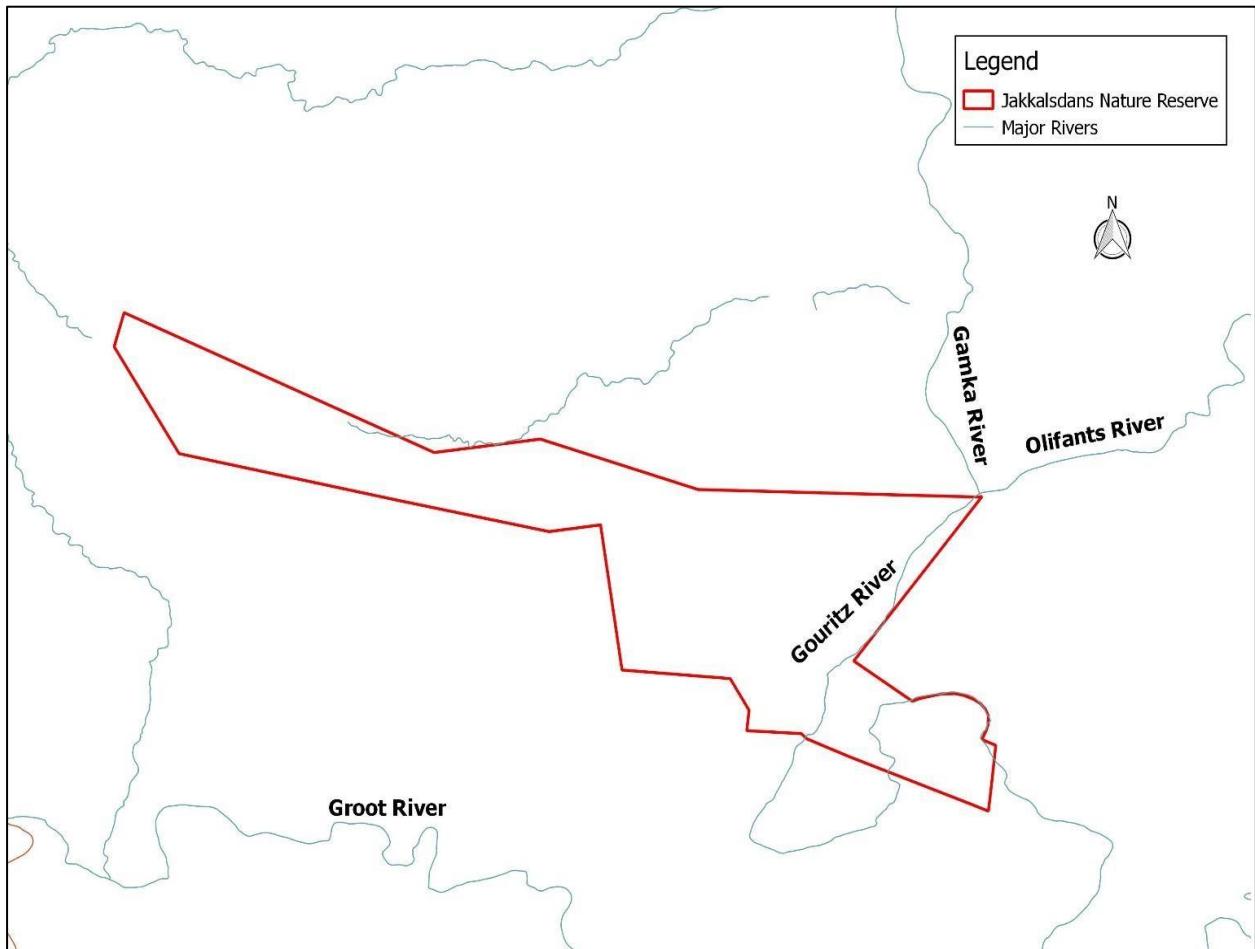 Legend
Jakkalsdans Nature Reserve
Major Rivers
N
Gamka River
Olifants River
Gouritz River
Groot River